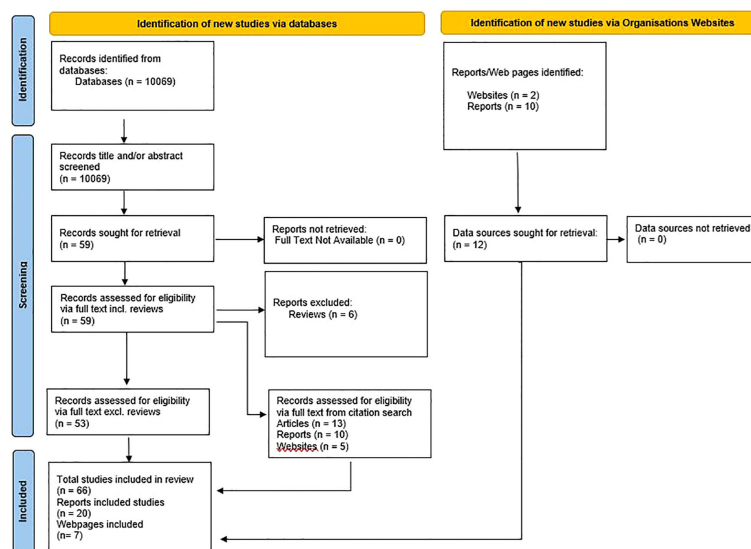 Identification of new studies via databases
Identification of new studies via Organisations Websites
Identification
Records identified from
databases:
Databases (n = 10069)
Reports/Web pages identified:
Websites (n = 2)
Reports (n = 10)
Screening
Records title and/or abstract
screened
(n = 10069)
Records sought for retrieval
(n = 59)
Reports not retrieved:
Full Text Not Available (n = 0)
Data sources sought for retrieval:
(n = 12)
Data sources not retrieved:
(n = 0)
Records assessed for eligibility
via full text incl. reviews
(n = 59)
Reports excluded:
Reviews (n = 6)
Records assessed for eligibility
via full text excl. reviews
(n = 53)
Records assessed for eligibility
via full text from citation search
Articles (n = 13)
Reports (n = 10)
Websites (n = 5)
Included
Total studies included in review
(n = 66)
Reports included studies
(n = 20)
Webpages included
(n= 7)